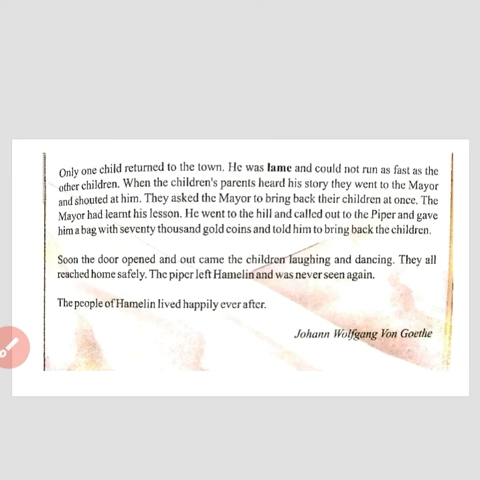 Only one child returned to the town. He was lame and could not run as fast as the
other children. When the children's parents heard his story they went to the Mayor
and shouted at him. They asked the Mayor to bring back their children at once. The
Mayor had learnt his lesson. He went to the hill and called out to the Piper and gave
him a bag with seventy thousand gold coins and told him to bring back the children.
Soon the door opened and out came the children laughing and dancing. They all
reached home safely. The piper left Hamelin and was never seen again.
The people of Hamelin lived happily ever after.
Johann Wolfgang Von Goethe